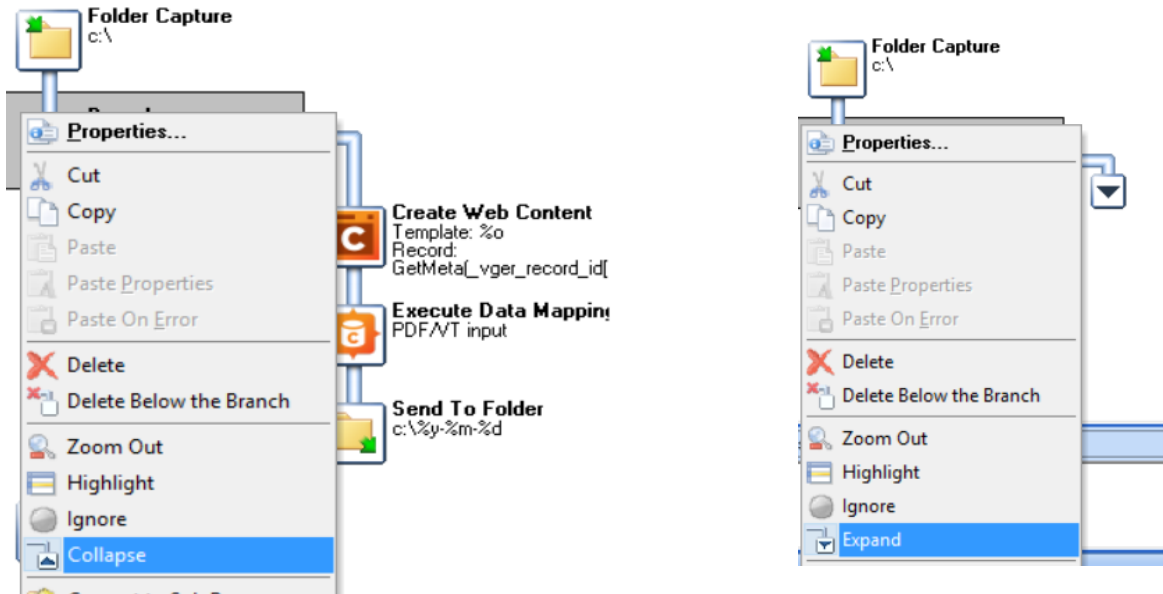 Folder Capture
c:\
Properties...
Cut
Copy
Paste
Paste Properties
Paste On Error
Delete
Delete Below the Branch
Zoom Out
Highlight
Ignore
Collapse
Create Web Content
Template: %o
Record:
GetMeta(_vger_record_id[
Execute Data Mapping
PDF/VT input
Send To Folder
c:\%y-%m-%d
Folder Capture
c:\
Properties...
Cut
Copy
Paste
Paste Properties
Paste On Error
Delete
Delete Below the Branch
Zoom Out
Highlight
Ignore
Expand